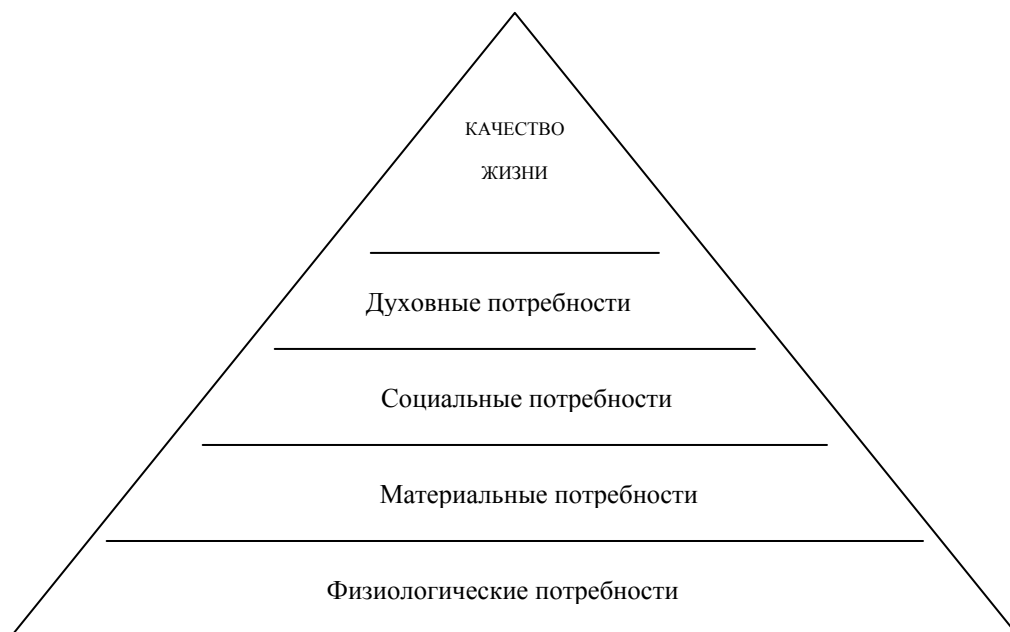 КАЧЕСТВО
ЖИЗНИ
Духовные потребности
Социальные потребности
Материальные потребности
Физиологические потребности